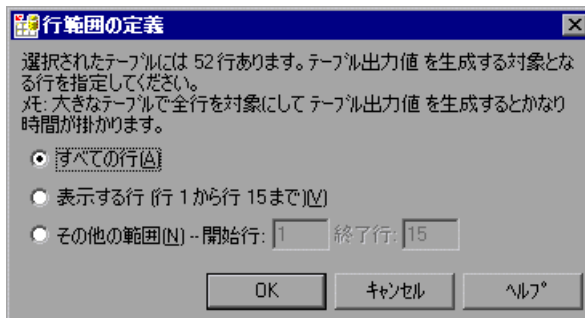 行範囲の定義
選択されたテーブルには 52 行あります。テーブル出力値 を生成する対象とな
る行を指定してください。
メモ: 大きなテーブルで全行を対象にして テーブル出力値 を生成するとかなり
時間が掛かります。
すべての行(A)
表示する行 (行 1 から行 15 まで)(V)
その他の範囲(N) -- 開始行: 1 終了行: 15
OK キャンセル ヘルプ